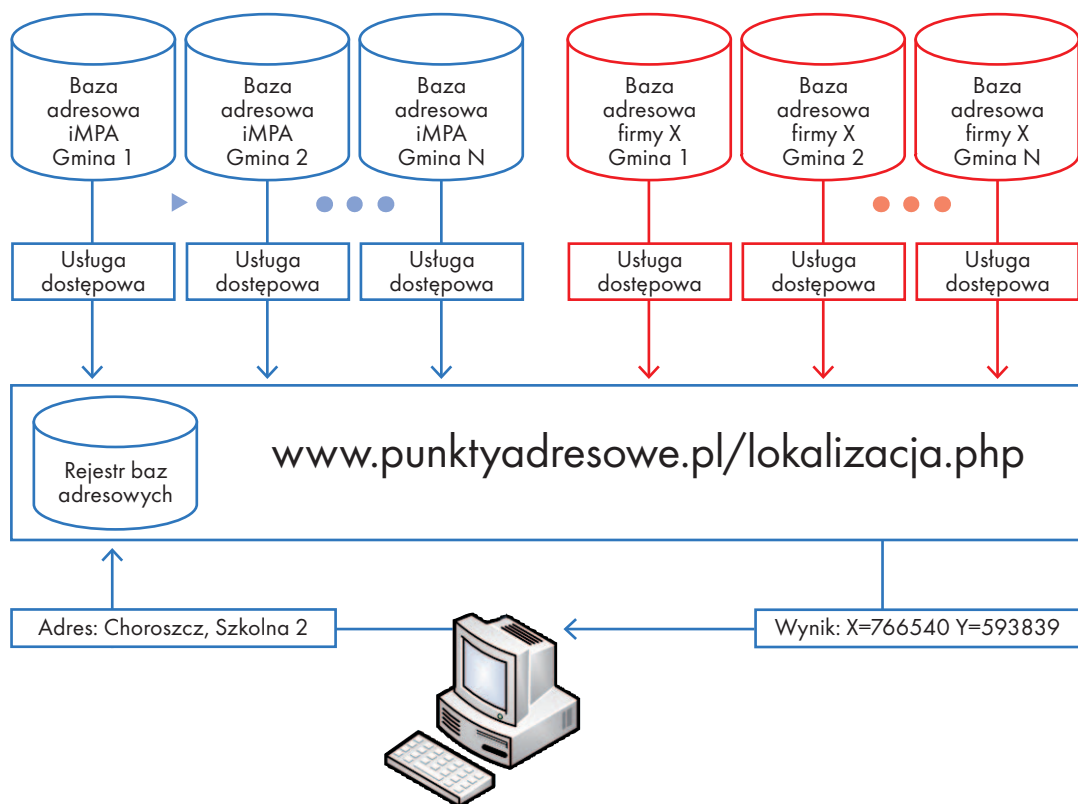 Baza
adresowa
iMPA
Gmina 1
Baza
adresowa
iMPA
Gmina 2
Baza
adresowa
iMPA
Gmina N
Baza
adresowa
firmy X
Gmina 1
Baza
adresowa
firmy X
Gmina 2
Baza
adresowa
firmy X
Gmina N
Usługa
dostępowa
Usługa
dostępowa
Usługa
dostępowa
Usługa
dostępowa
Usługa
dostępowa
Usługa
dostępowa
Rejestr baz
adresowych
www.punktyadresowe.pl/lokalizacja.php
Adres: Choroszcz, Szkolna 2
Wynik: X=766540 Y=593839